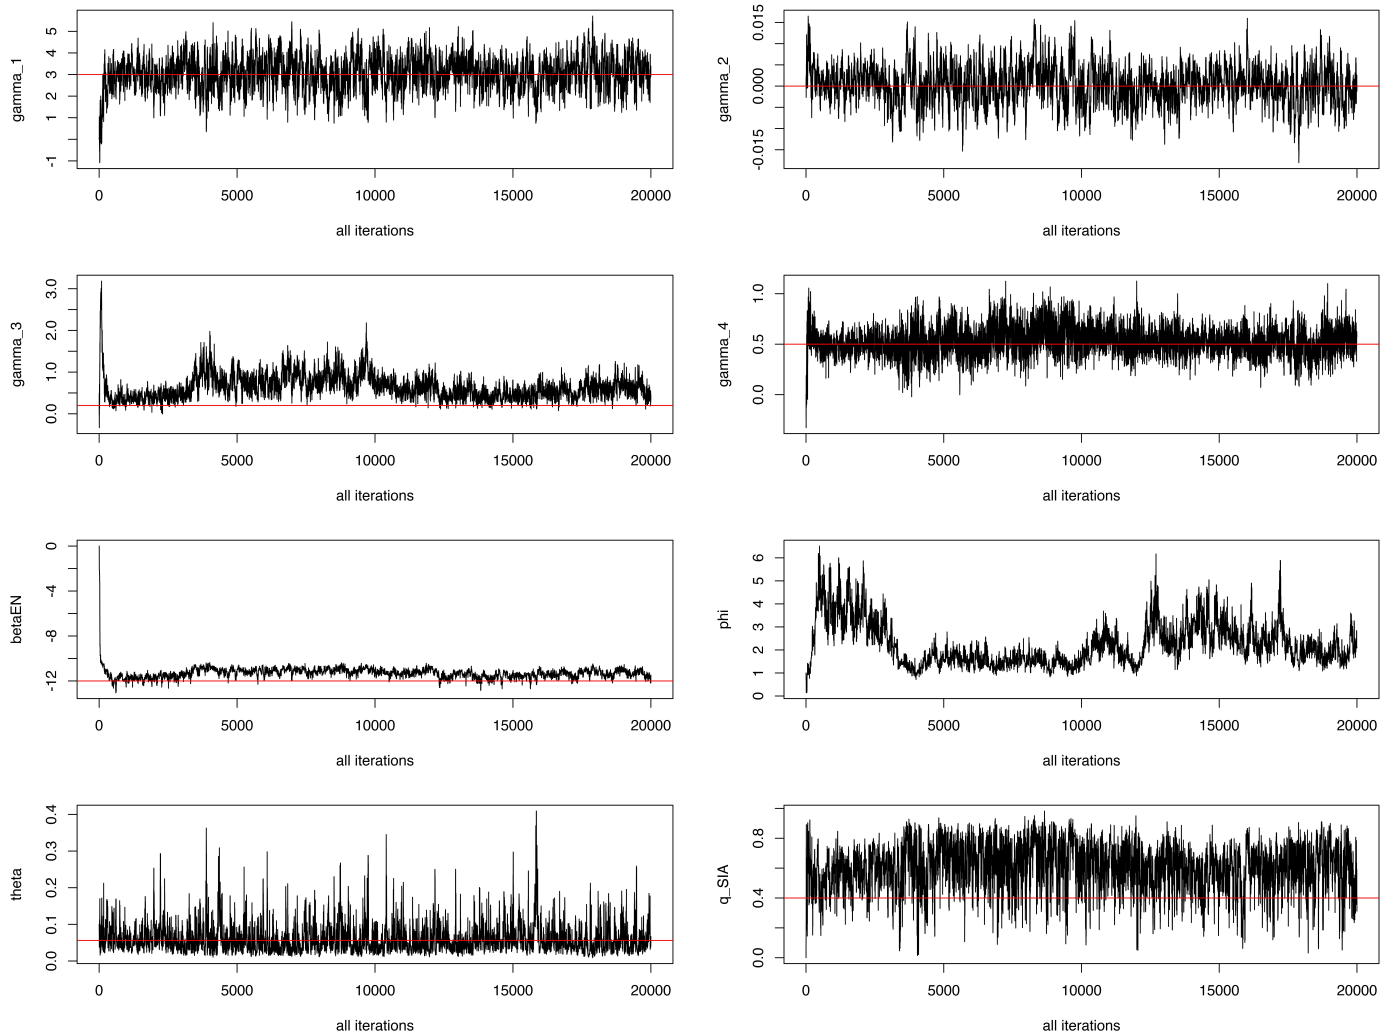 gamma_1
5
4
3
2
1
-1
0 5000 10000 15000 20000
all iterations
gamma_2
0.015
0.000
-0.015
0 5000 10000 15000 20000
all iterations
gamma_3
3.0
2.0
1.0
0.0
0 5000 10000 15000 20000
all iterations
gamma_4
1.0
0.5
0.0
0 5000 10000 15000 20000
all iterations
betaEN
0
-4
-8
-12
0 5000 10000 15000 20000
all iterations
phi
6
5
4
3
2
1
0
0 5000 10000 15000 20000
all iterations
theta
0.4
0.3
0.2
0.1
0.0
0 5000 10000 15000 20000
all iterations
q_SIA
0.8
0.4
0.0
0 5000 10000 15000 20000
all iterations